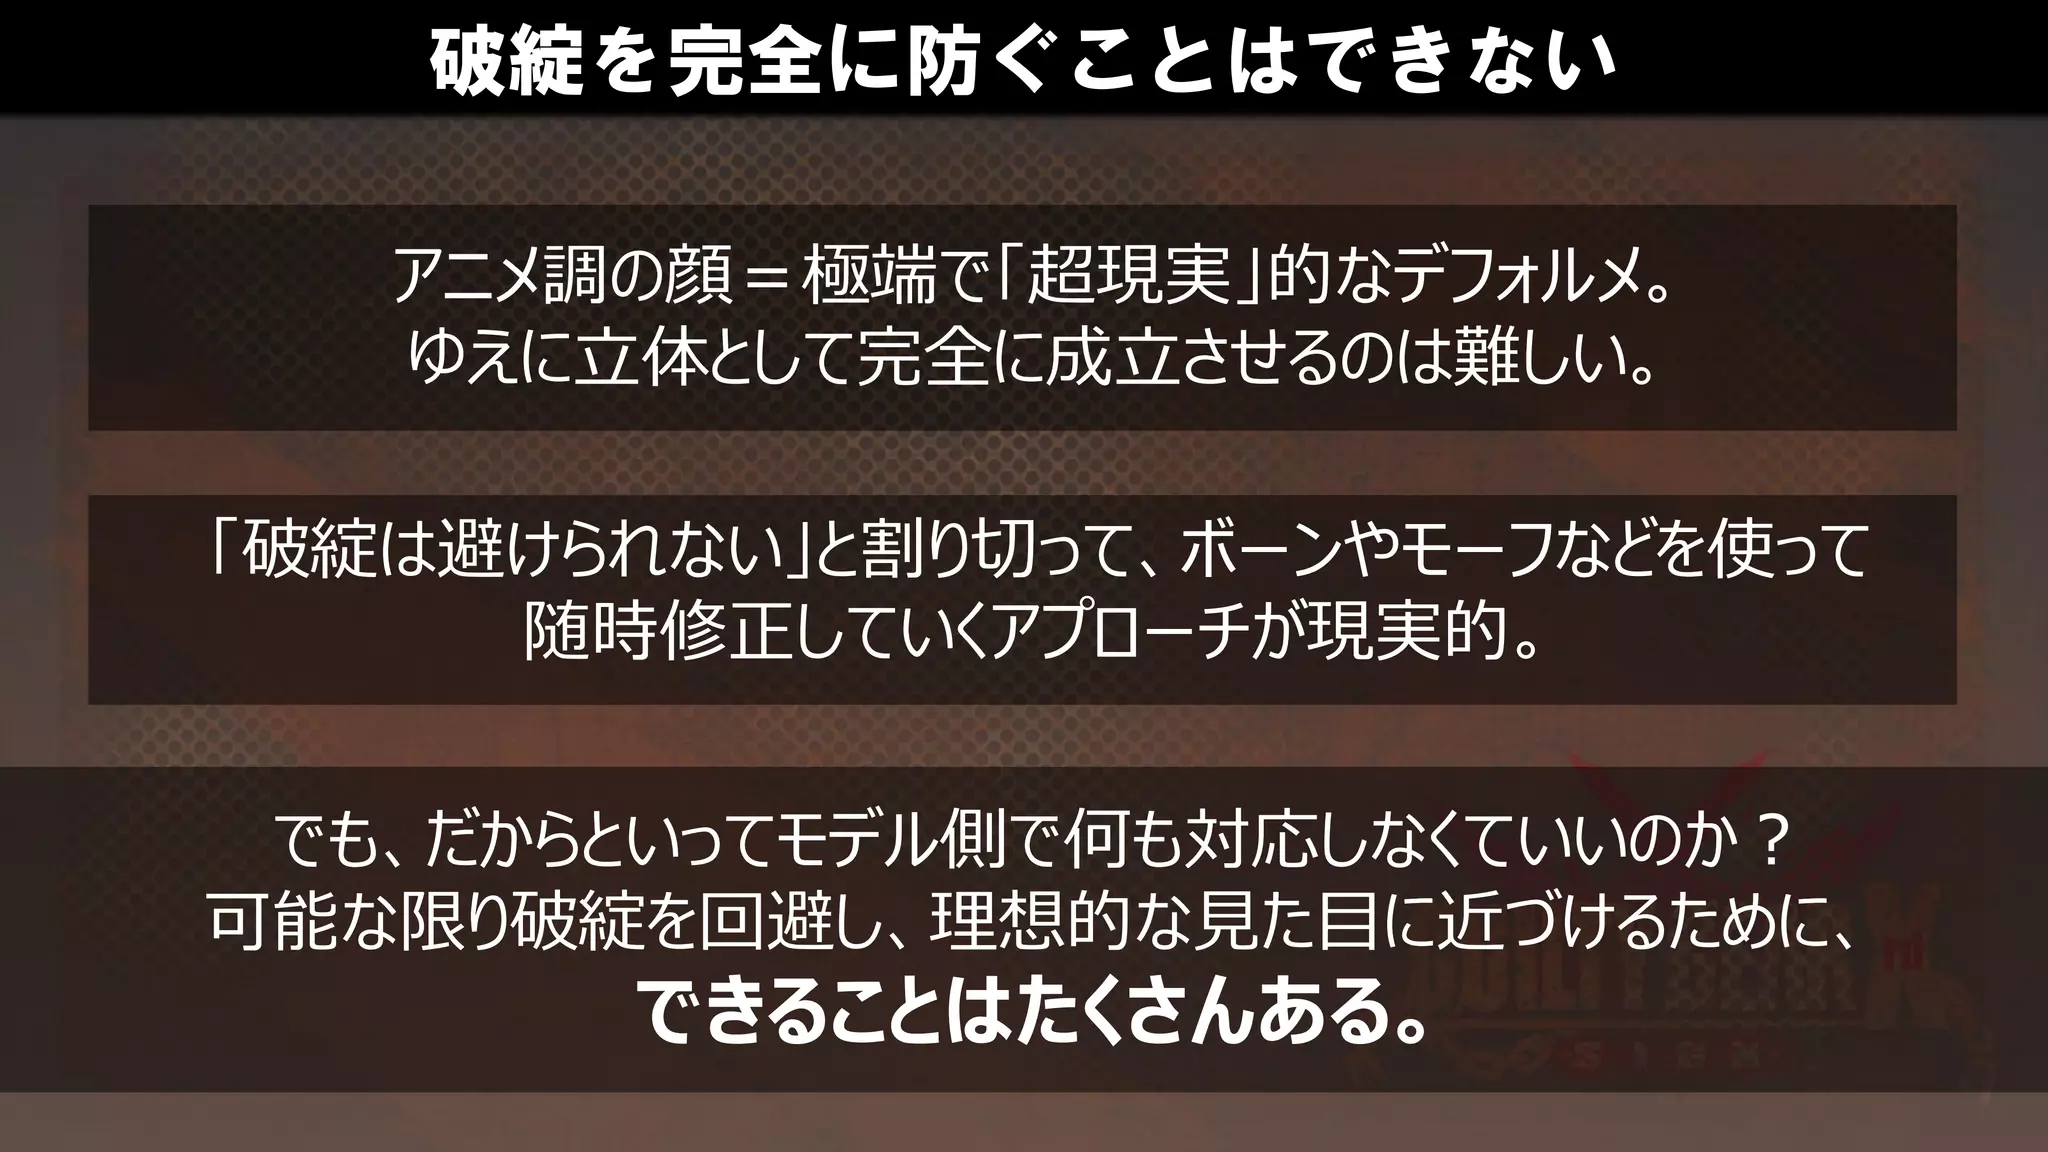 破綻を完全に防ぐことはできない
アニメ調の顔＝極端で「超現実」的なデフォルメ。
ゆえに立体として完全に成立させるのは難しい。
「破綻は避けられない」と割り切って、ボーンやモーフなどを使って
随時修正していくアプローチが現実的。
でも、だからといってモデル側で何も対応しなくていいのか？
可能な限り破綻を回避し、理想的な見た目に近づけるために、
できることはたくさんある。
GUILTY GEAR X rd
SIGN